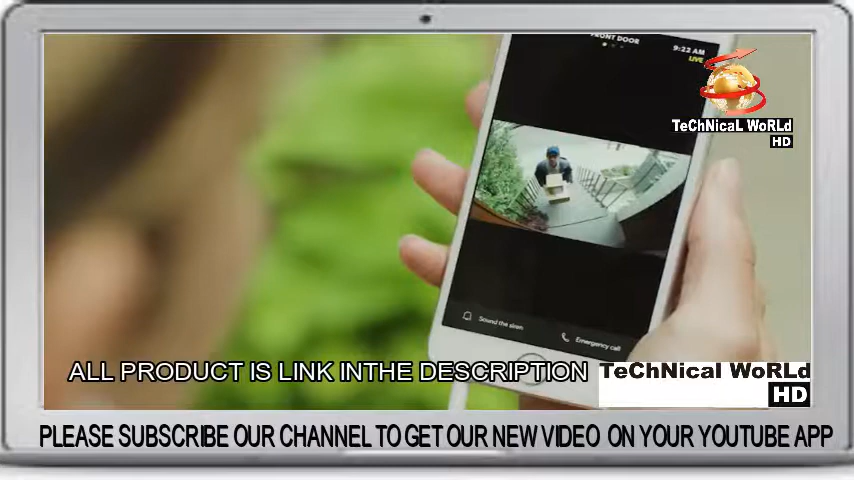 FRONT DOOR
9:22 AM
LIVE
TeChNicaL WoRLd
HD
Sound the siren
Emergency call
ALL PRODUCT IS LINK INTHE DESCRIPTION
TeChNical WoRLd
HD
PLEASE SUBSCRIBE OUR CHANNEL TO GET OUR NEW VIDEO ON YOUR YOUTUBE APP